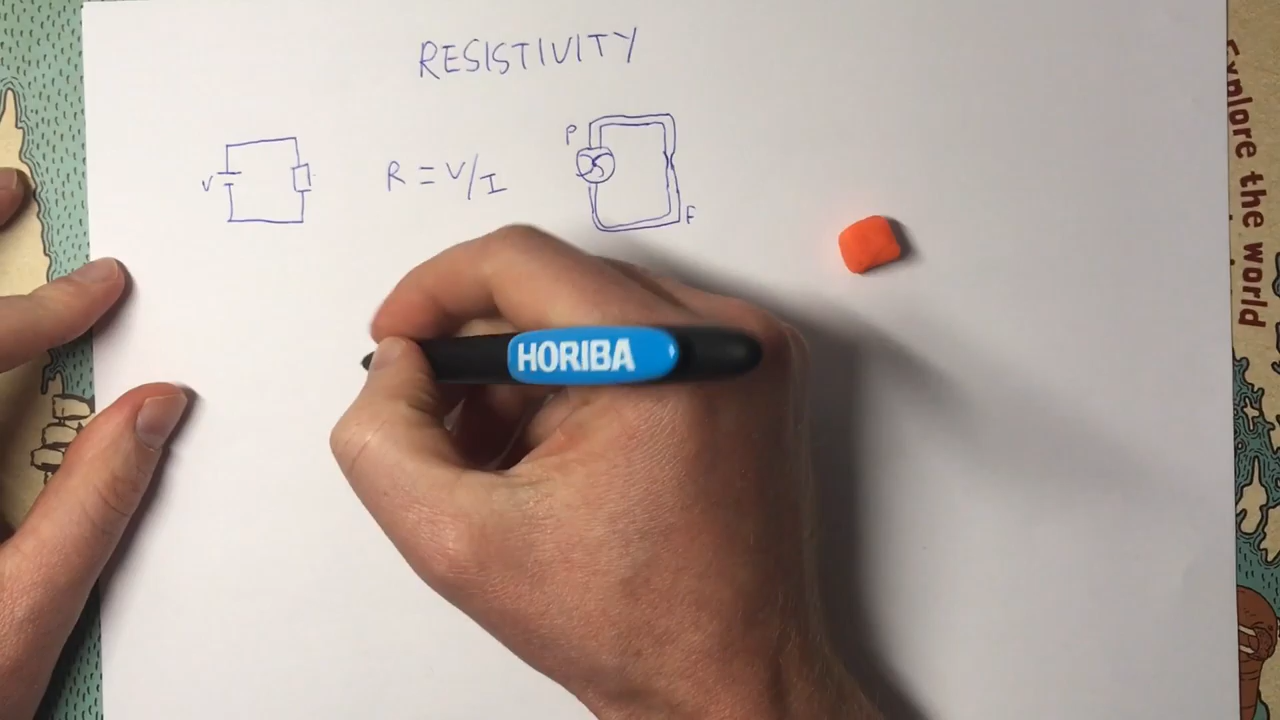 RESISTIVITY
V
R = V/I
P
F
HORIBA
Explore the world